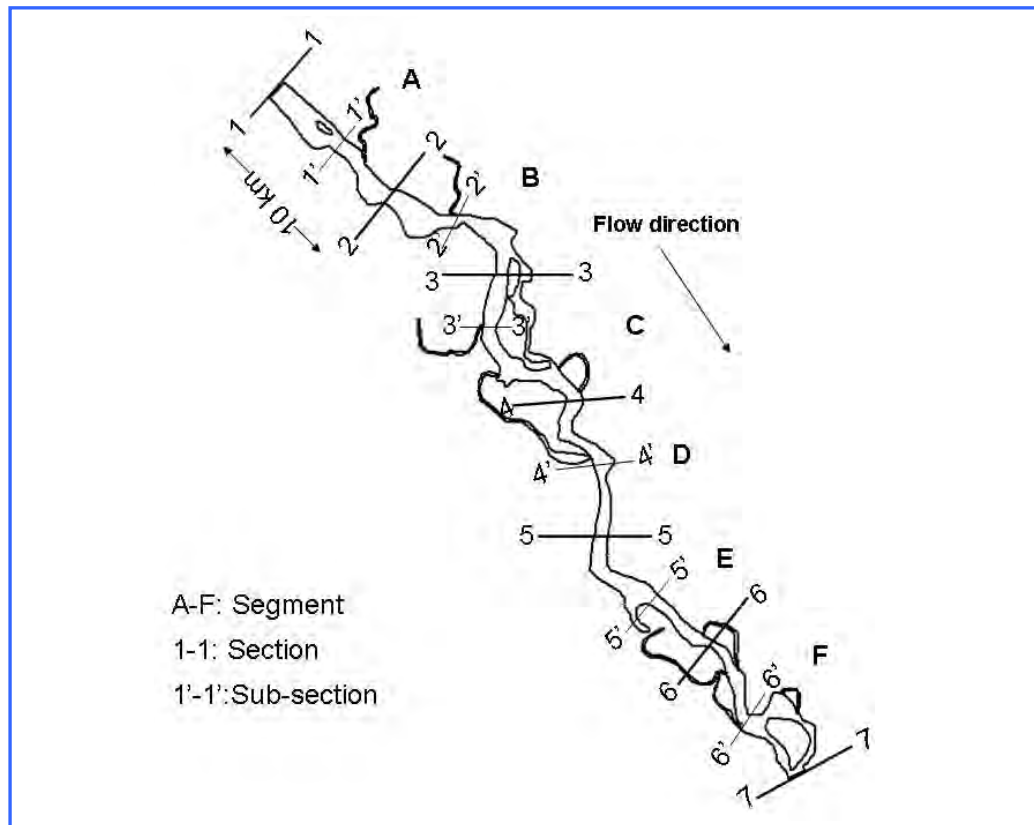 1
A
1
1'
1'
2
2'
B
10 km
2
2'
Flow direction
3
3
3'
3'
C
4
4
4'
4'
D
5
5
5'
E
5'
6
6
F
6'
6'
7
7
A-F: Segment
1-1: Section
1'-1':Sub-section